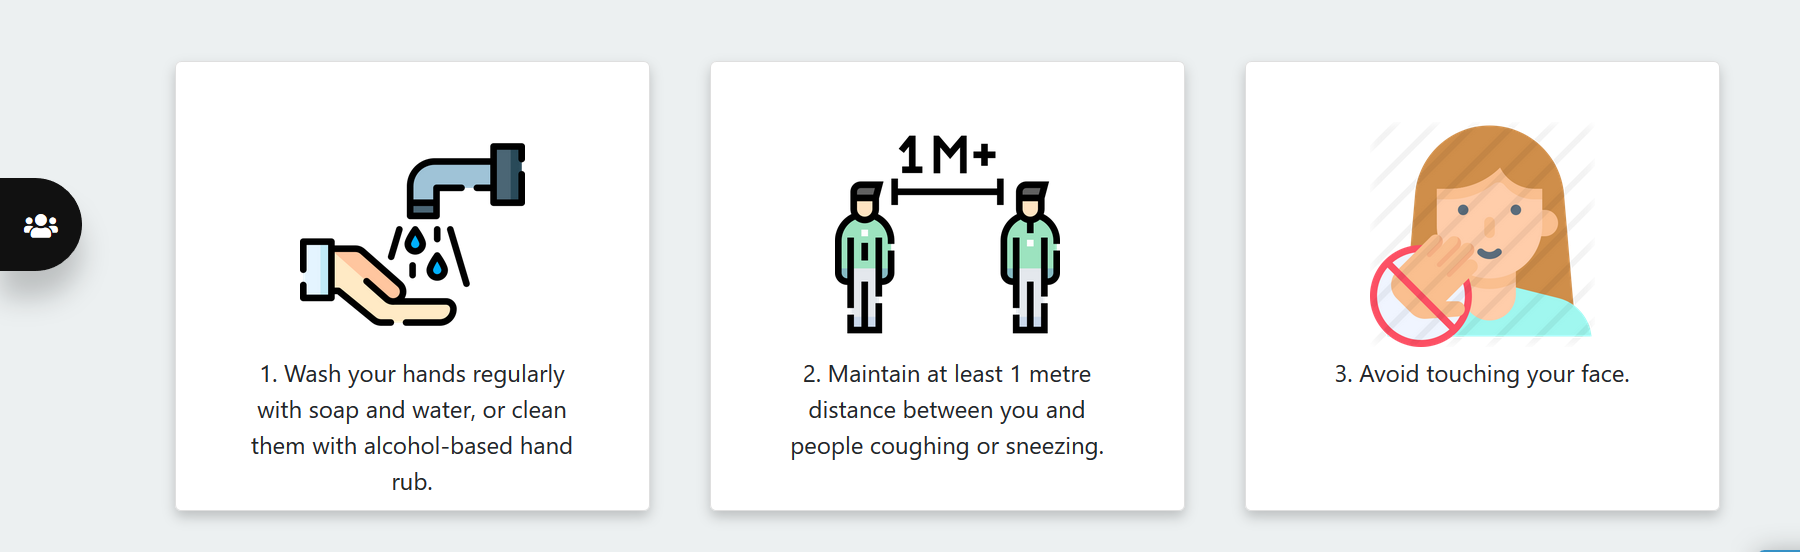 1M+
1. Wash your hands regularly
with soap and water, or clean
them with alcohol-based hand
rub.
2. Maintain at least 1 metre
distance between you and
people coughing or sneezing.
3. Avoid touching your face.